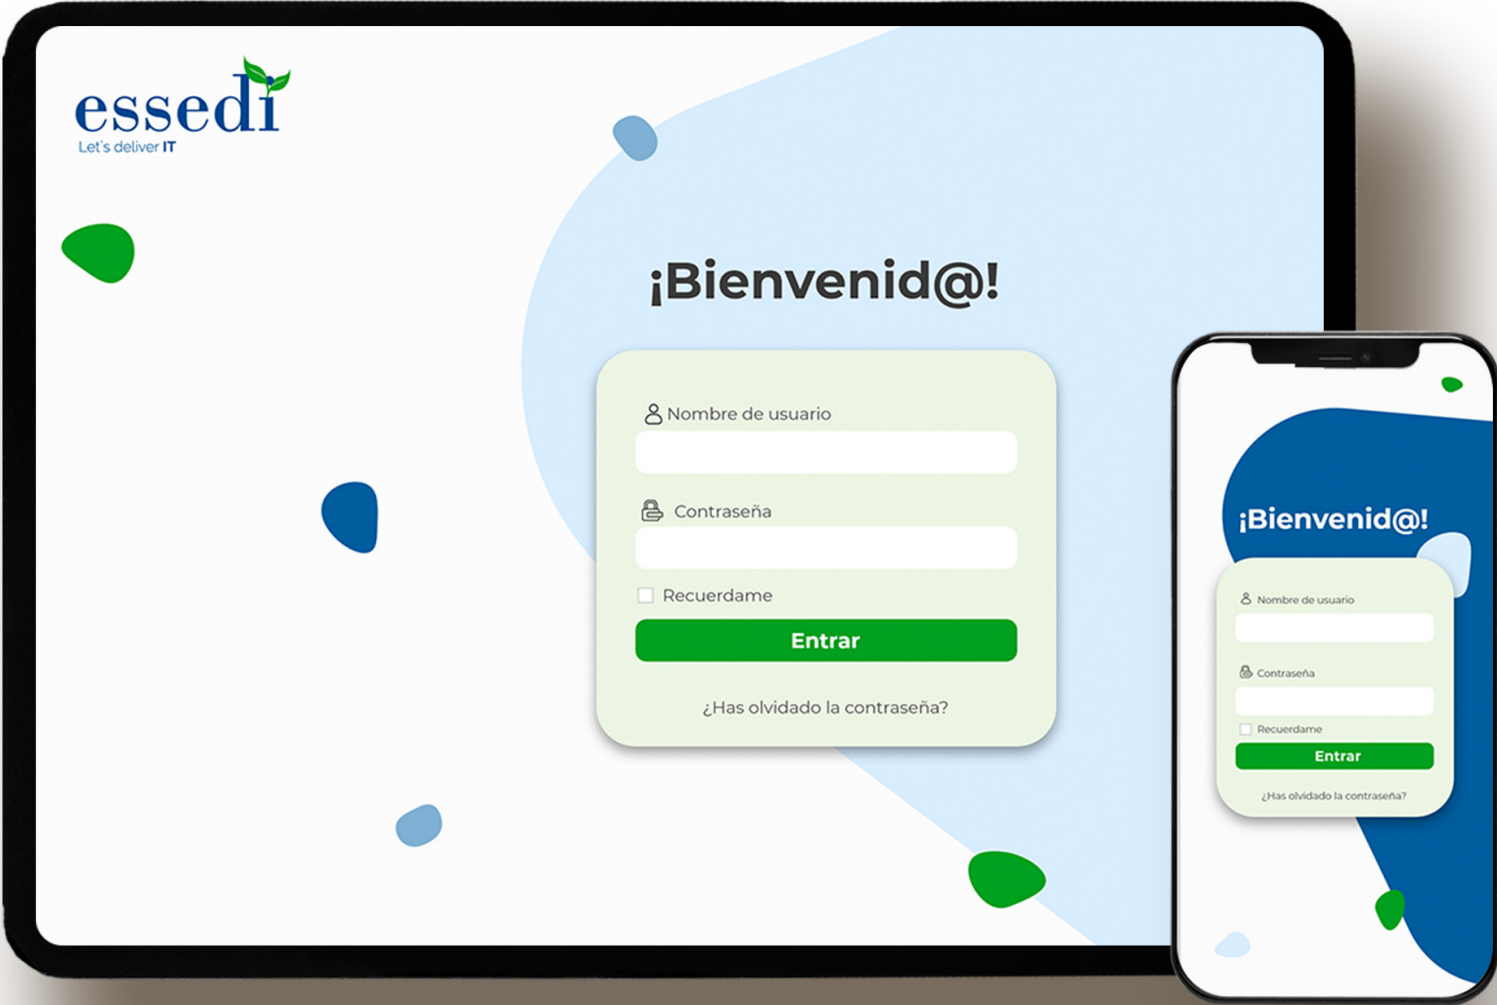 essedi
Let´s deliver IT
¡Bienvenid@!
Nombre de usuario
Contraseña
Recuerdame
Entrar
¿Has olvidado la contraseña?
¡Bienvenid@!
Nombre de usuario
Contraseña
Recuerdame
Entrar
¿Has olvidado la contraseña?